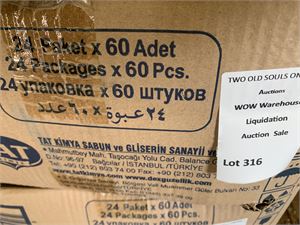 24 Paket x 60 Adet
24 Packages x 60 Pcs.
24 упаковка x 60 штуков
٢٤ عبوة x ٦٠ عدد
TAT KİMYA SABUN ve GLİSERİN SANAYİİ v
Mahmutbey Mah. Taşocağı Yolu Cad. Balance
İSTANBUL/TÜRKİYE
www.dexguzellik.com
TWO OLD SOULS ON
Auctions
WOW Warehouse
Liquidation
Auction Sale
Lot 316
24 Paket x 60 Adet
24 Packages x 60 Pcs.